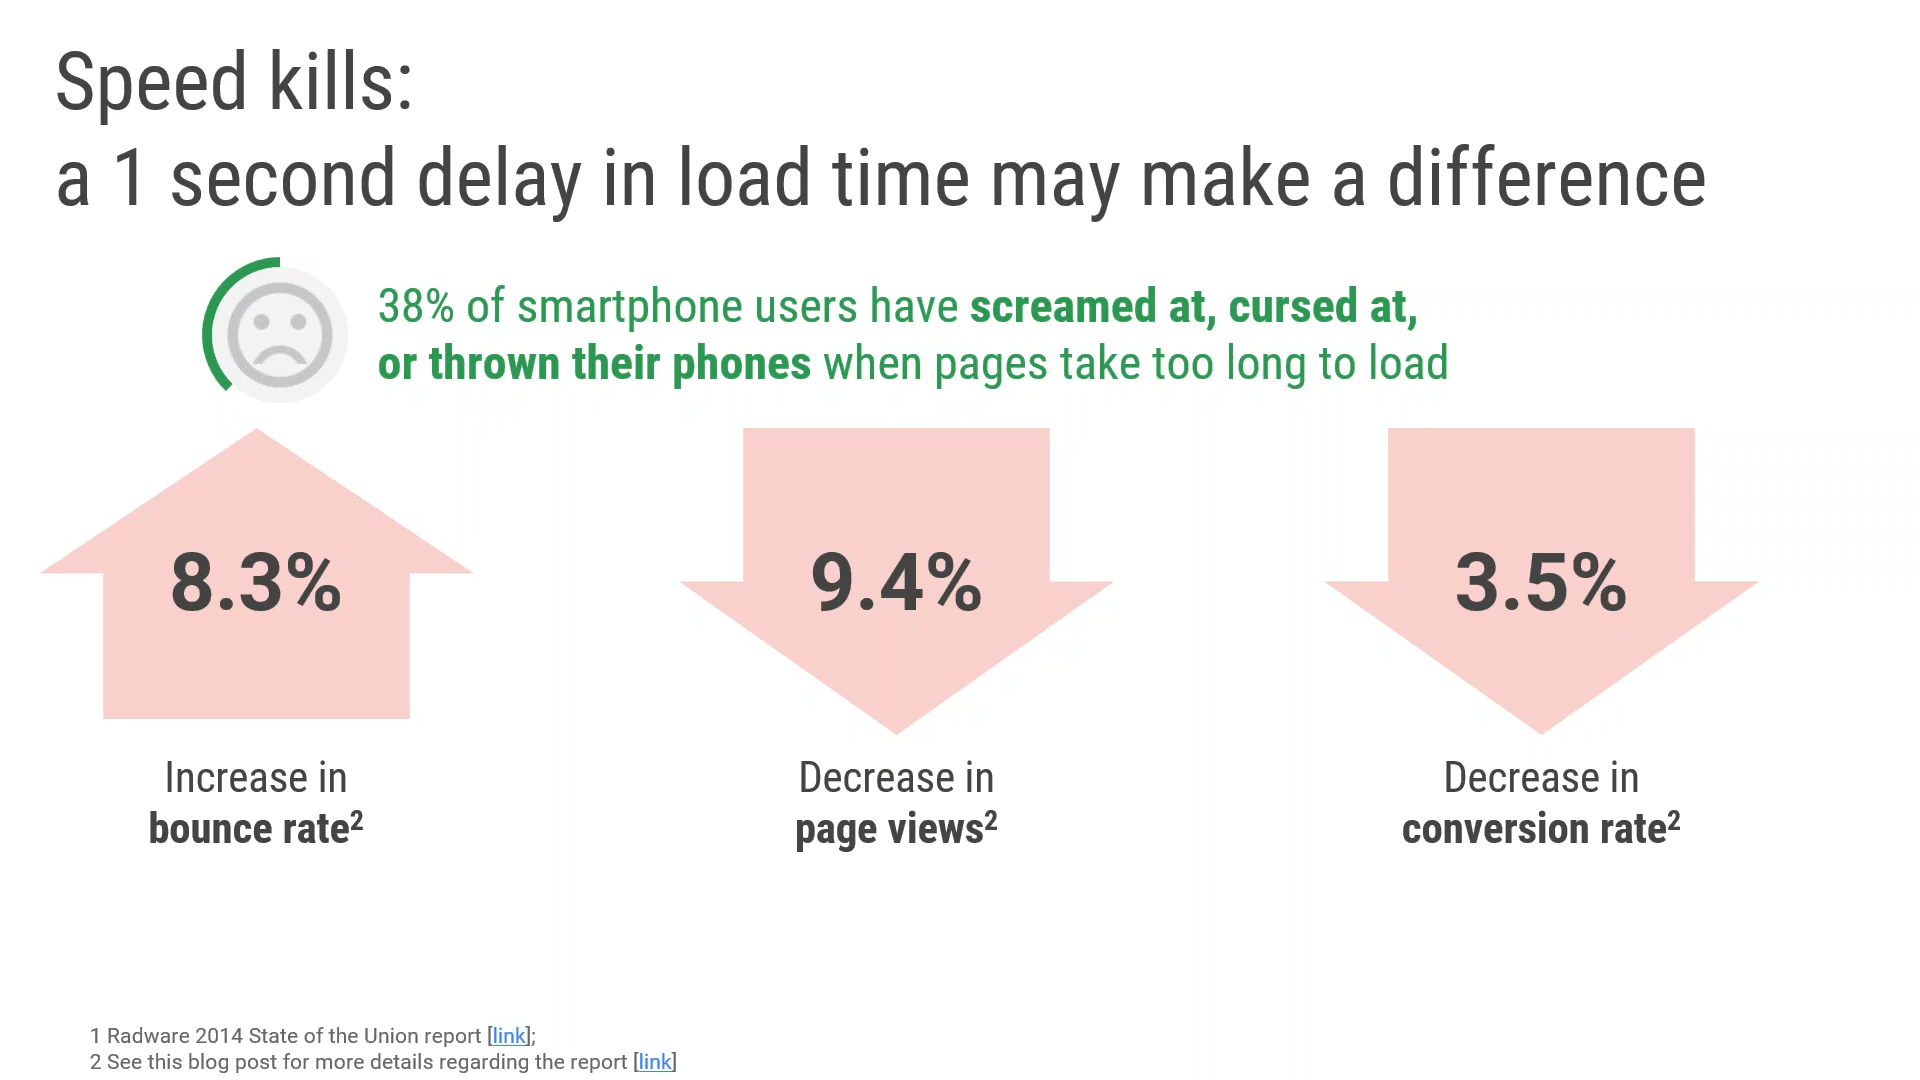 Speed kills:
a 1 second delay in load time may make a difference
38% of smartphone users have screamed at, cursed at,
or thrown their phones when pages take too long to load
8.3%
Increase in
bounce rate²
9.4%
Decrease in
page views²
3.5%
Decrease in
conversion rate²
1 Radware 2014 State of the Union report [link];
2 See this blog post for more details regarding the report [link]